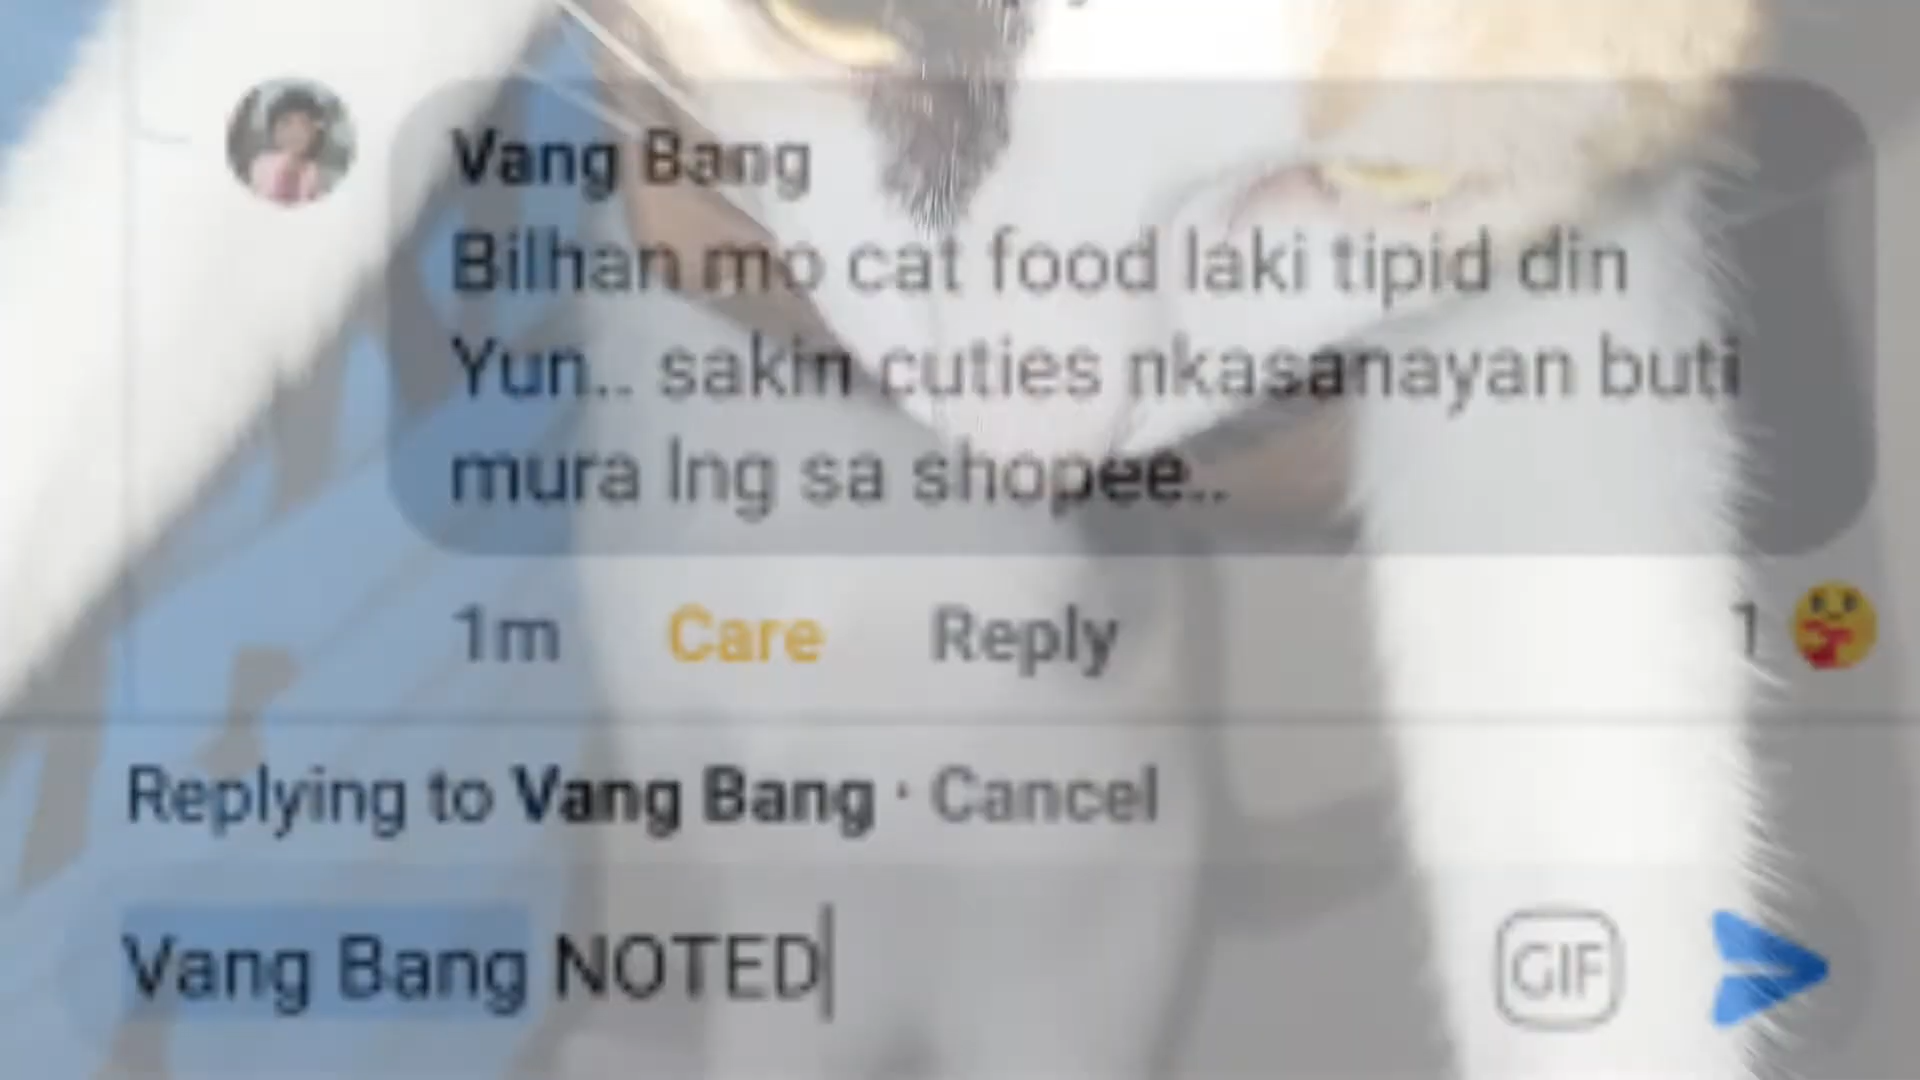 Vang Bang
Bilhan mo cat food laki tipid din
Yun.. sakin cuties nkasanayan buti
mura lng sa shopee..
1m Care Reply 1
Replying to Vang Bang · Cancel
Vang Bang NOTED
GIF